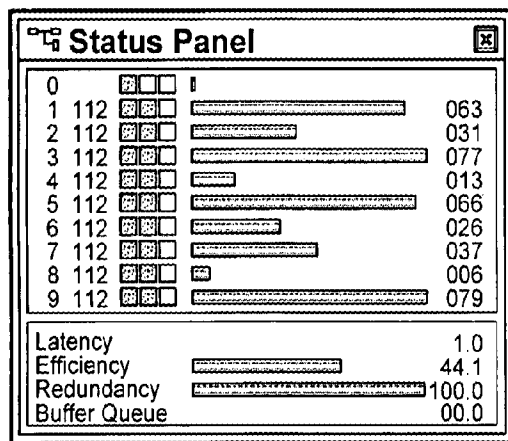 Status Panel
0
1 112 063
2 112 031
3 112 077
4 112 013
5 112 066
6 112 026
7 112 037
8 112 006
9 112 079
Latency 1.0
Efficiency 44.1
Redundancy 100.0
Buffer Queue 00.0